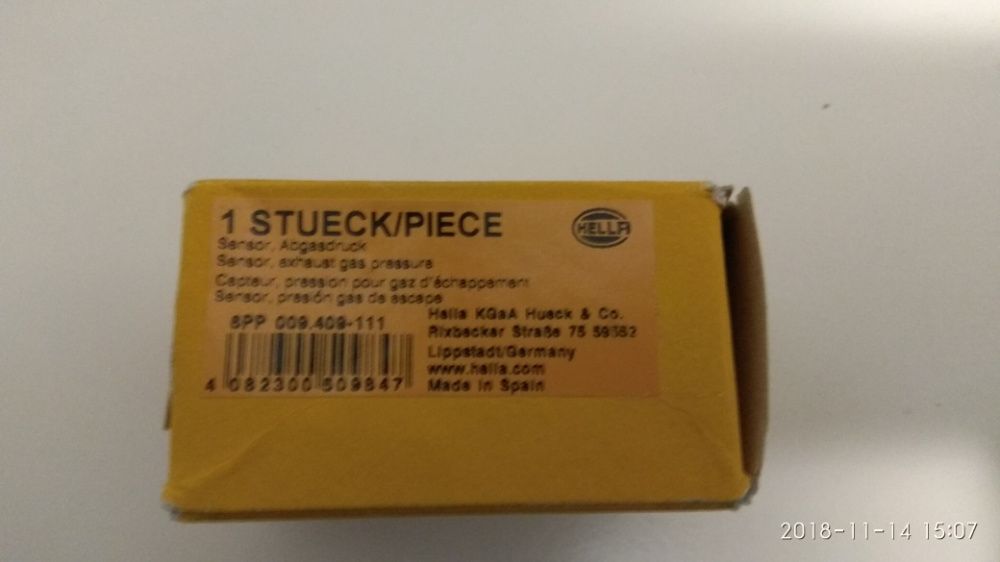 1 STUECK/PIECE
HELLA
Sensor, Abgasdruck
Sensor, exhaust gas pressure
Capteur, pression pour gaz d'échappement
Sensor, presión gas de escape
6PP 009.409-111
4 082300 509847
Hella KGaA Hueck & Co.
Rixbecker Straße 75 59552
Lippstadt/Germany
www.hella.com
Made in Spain
2018-11-14 15:07